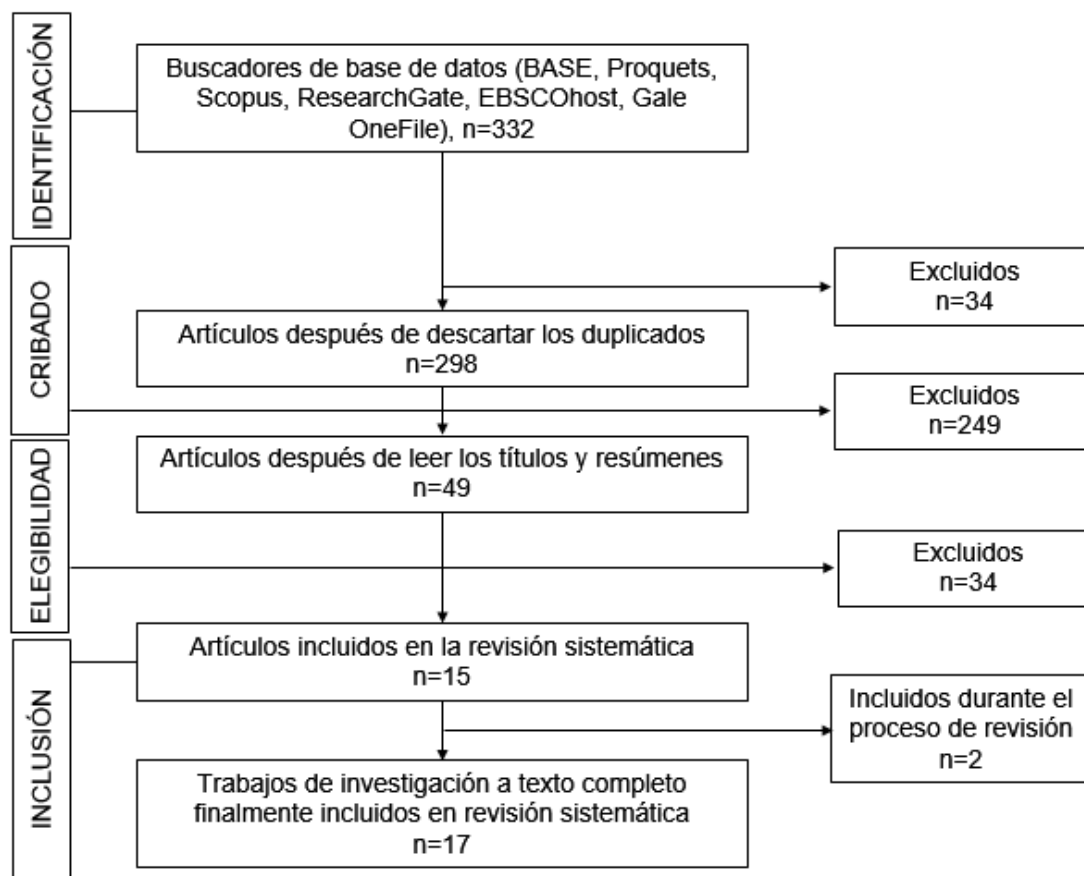 IDENTIFICACIÓN
Buscadores de base de datos (BASE, Proquets,
Scopus, ResearchGate, EBSCOhost, Gale
OneFile), n=332
CRIBADO
Excluidos
n=34
Artículos después de descartar los duplicados
n=298
Excluidos
n=249
ELEGIBILIDAD
Artículos después de leer los títulos y resúmenes
n=49
Excluidos
n=34
INCLUSIÓN
Artículos incluidos en la revisión sistemática
n=15
Incluidos durante el
proceso de revisión
n=2
Trabajos de investigación a texto completo
finalmente incluidos en revisión sistemática
n=17